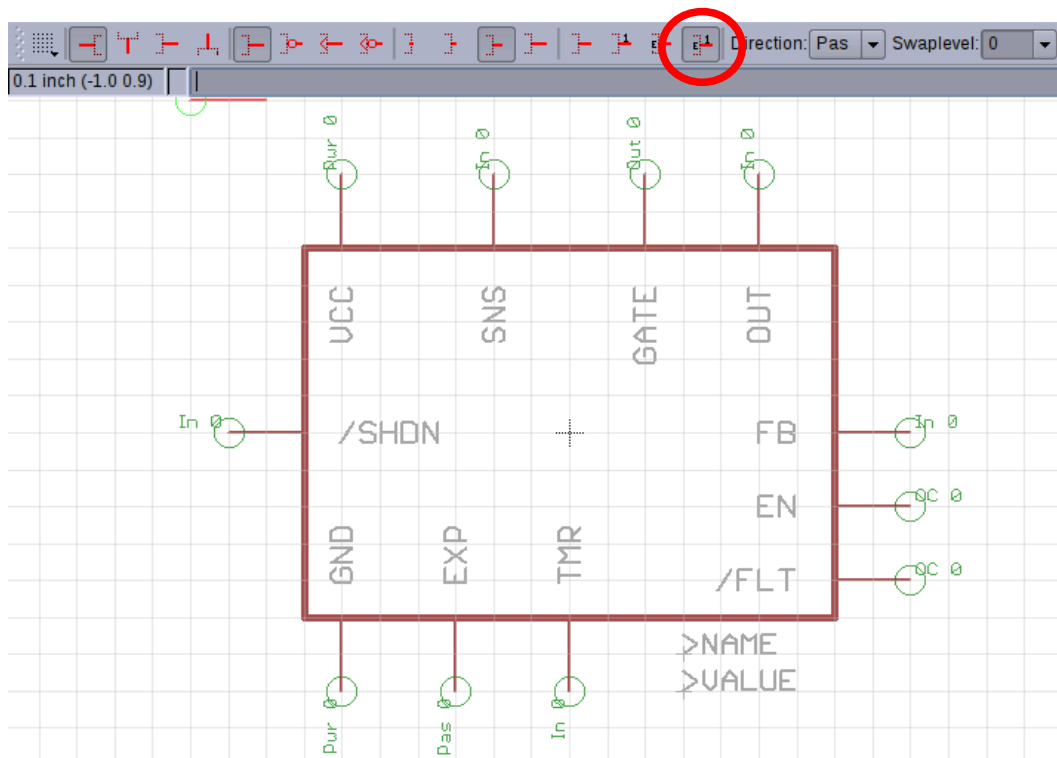 1 E E 1 Direction: Pas Swaplevel: 0
0.1 inch (-1.0 0.9)
Pwr 0 In 0 Out 0 In 0
VCC SNS GATE OUT
In 0 /SHDN FB In 0
EN OC 0
GND EXP TMR /FLT OC 0
>NAME
>VALUE
Pwr 0 Pas 0 In 0